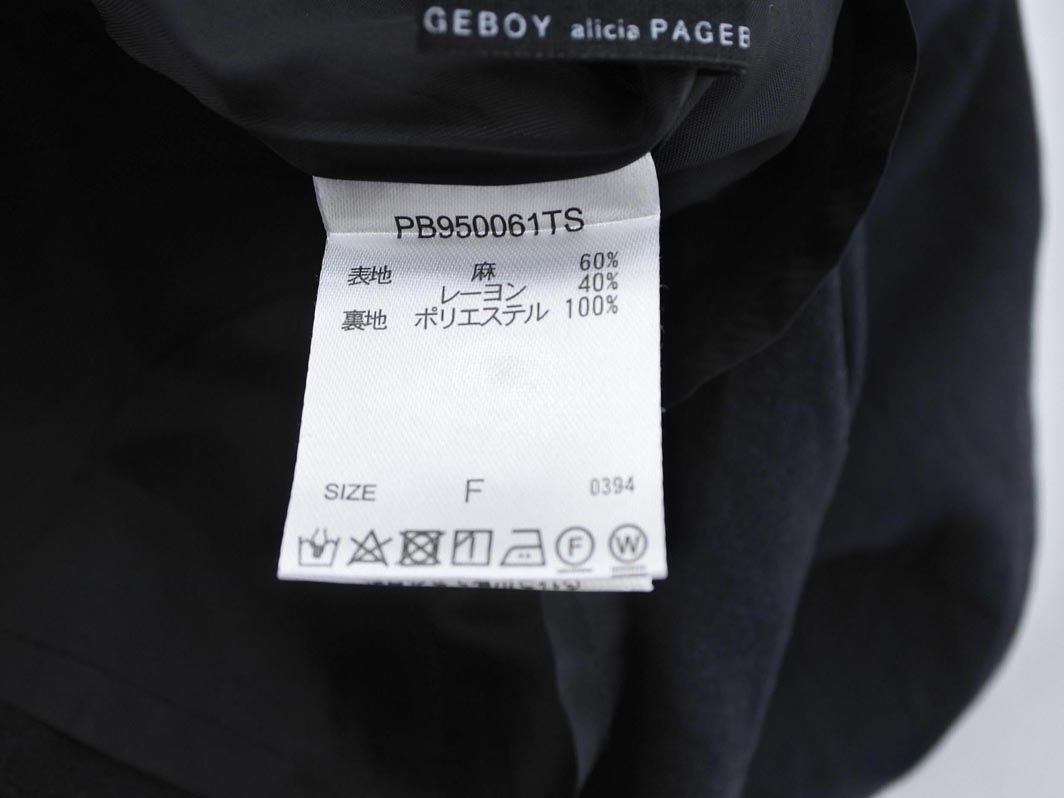 GEBOY alicia PAGEB
PB950061TS
表地 麻 60%
レーヨン 40%
裏地 ポリエステル 100%
SIZE F 0394
F W